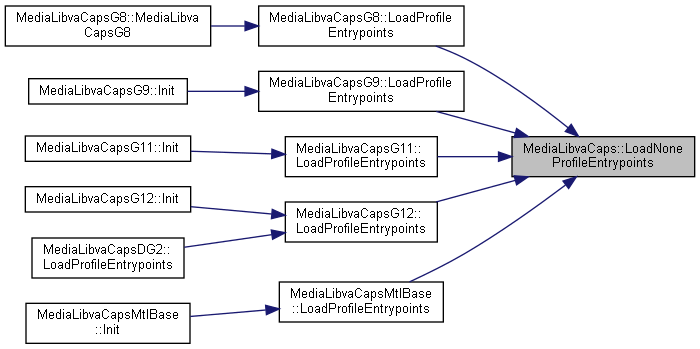 MediaLibvaCapsG8::MediaLibva
CapsG8
MediaLibvaCapsG8::LoadProfile
Entrypoints
MediaLibvaCapsG9::Init
MediaLibvaCapsG9::LoadProfile
Entrypoints
MediaLibvaCapsG11::Init
MediaLibvaCapsG11::
LoadProfileEntrypoints
MediaLibvaCaps::LoadNone
ProfileEntrypoints
MediaLibvaCapsG12::Init
MediaLibvaCapsG12::
LoadProfileEntrypoints
MediaLibvaCapsDG2::
LoadProfileEntrypoints
MediaLibvaCapsMtlBase
::Init
MediaLibvaCapsMtlBase
::LoadProfileEntrypoints